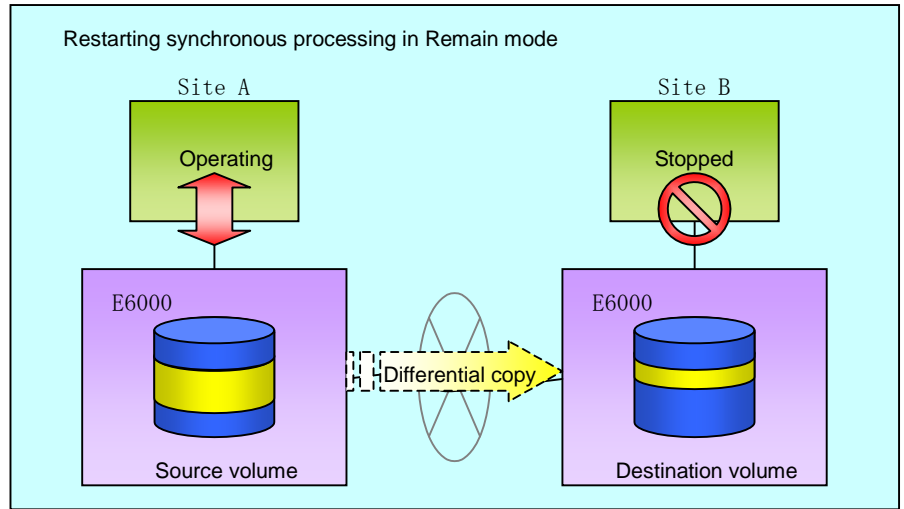 Restarting synchronous processing in Remain mode
Site A
Site B
Operating
Stopped
E6000
E6000
Differential copy
Source volume
Destination volume